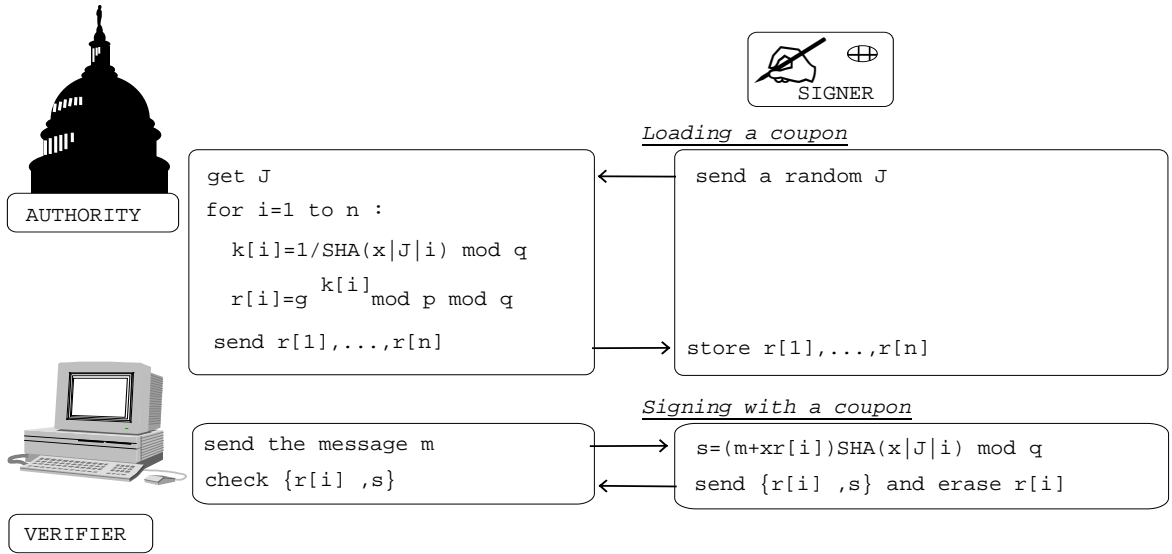 SIGNER
Loading a coupon
AUTHORITY
get J
for i=1 to n :
k[i]=1/SHA(x|J|i) mod q
r[i]=g k[i] mod p mod q
send r[1],...,r[n]
send a random J
store r[1],...,r[n]
Signing with a coupon
send the message m
check {r[i] ,s}
s=(m+xr[i])SHA(x|J|i) mod q
send {r[i] ,s} and erase r[i]
VERIFIER